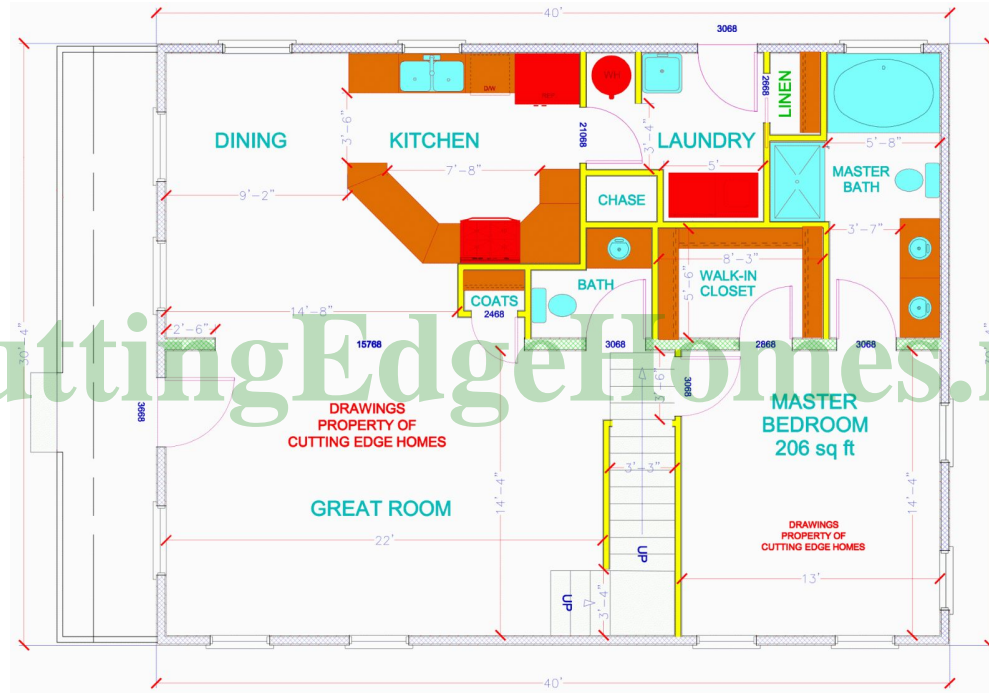 40'
3068
WH
D/W
LINEN
2668
21068
DINING
KITCHEN
LAUNDRY
3'-6"
3'-4"
5'-8"
7'-8"
5'
9'-2"
CHASE
MASTER
BATH
3'-7"
8'-3"
5'-6"
WALK-IN
CLOSET
BATH
COATS
2468
14'-8"
2'-6"
15768
3068
2868
3068
30'-4"
CuttingEdgeHomes.n
3668
3'-6"
3068
DRAWINGS
PROPERTY OF
CUTTING EDGE HOMES
MASTER
BEDROOM
206 sq ft
3'-3"
14'-4"
14'-4"
GREAT ROOM
22'
UP
DRAWINGS
PROPERTY OF
CUTTING EDGE HOMES
13'
UP
3'-4"
40'